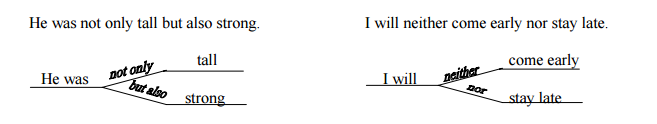 He was not only tall but also strong.
He was
not only
tall
but also
strong
I will neither come early nor stay late.
I will
neither
come early
nor
stay late